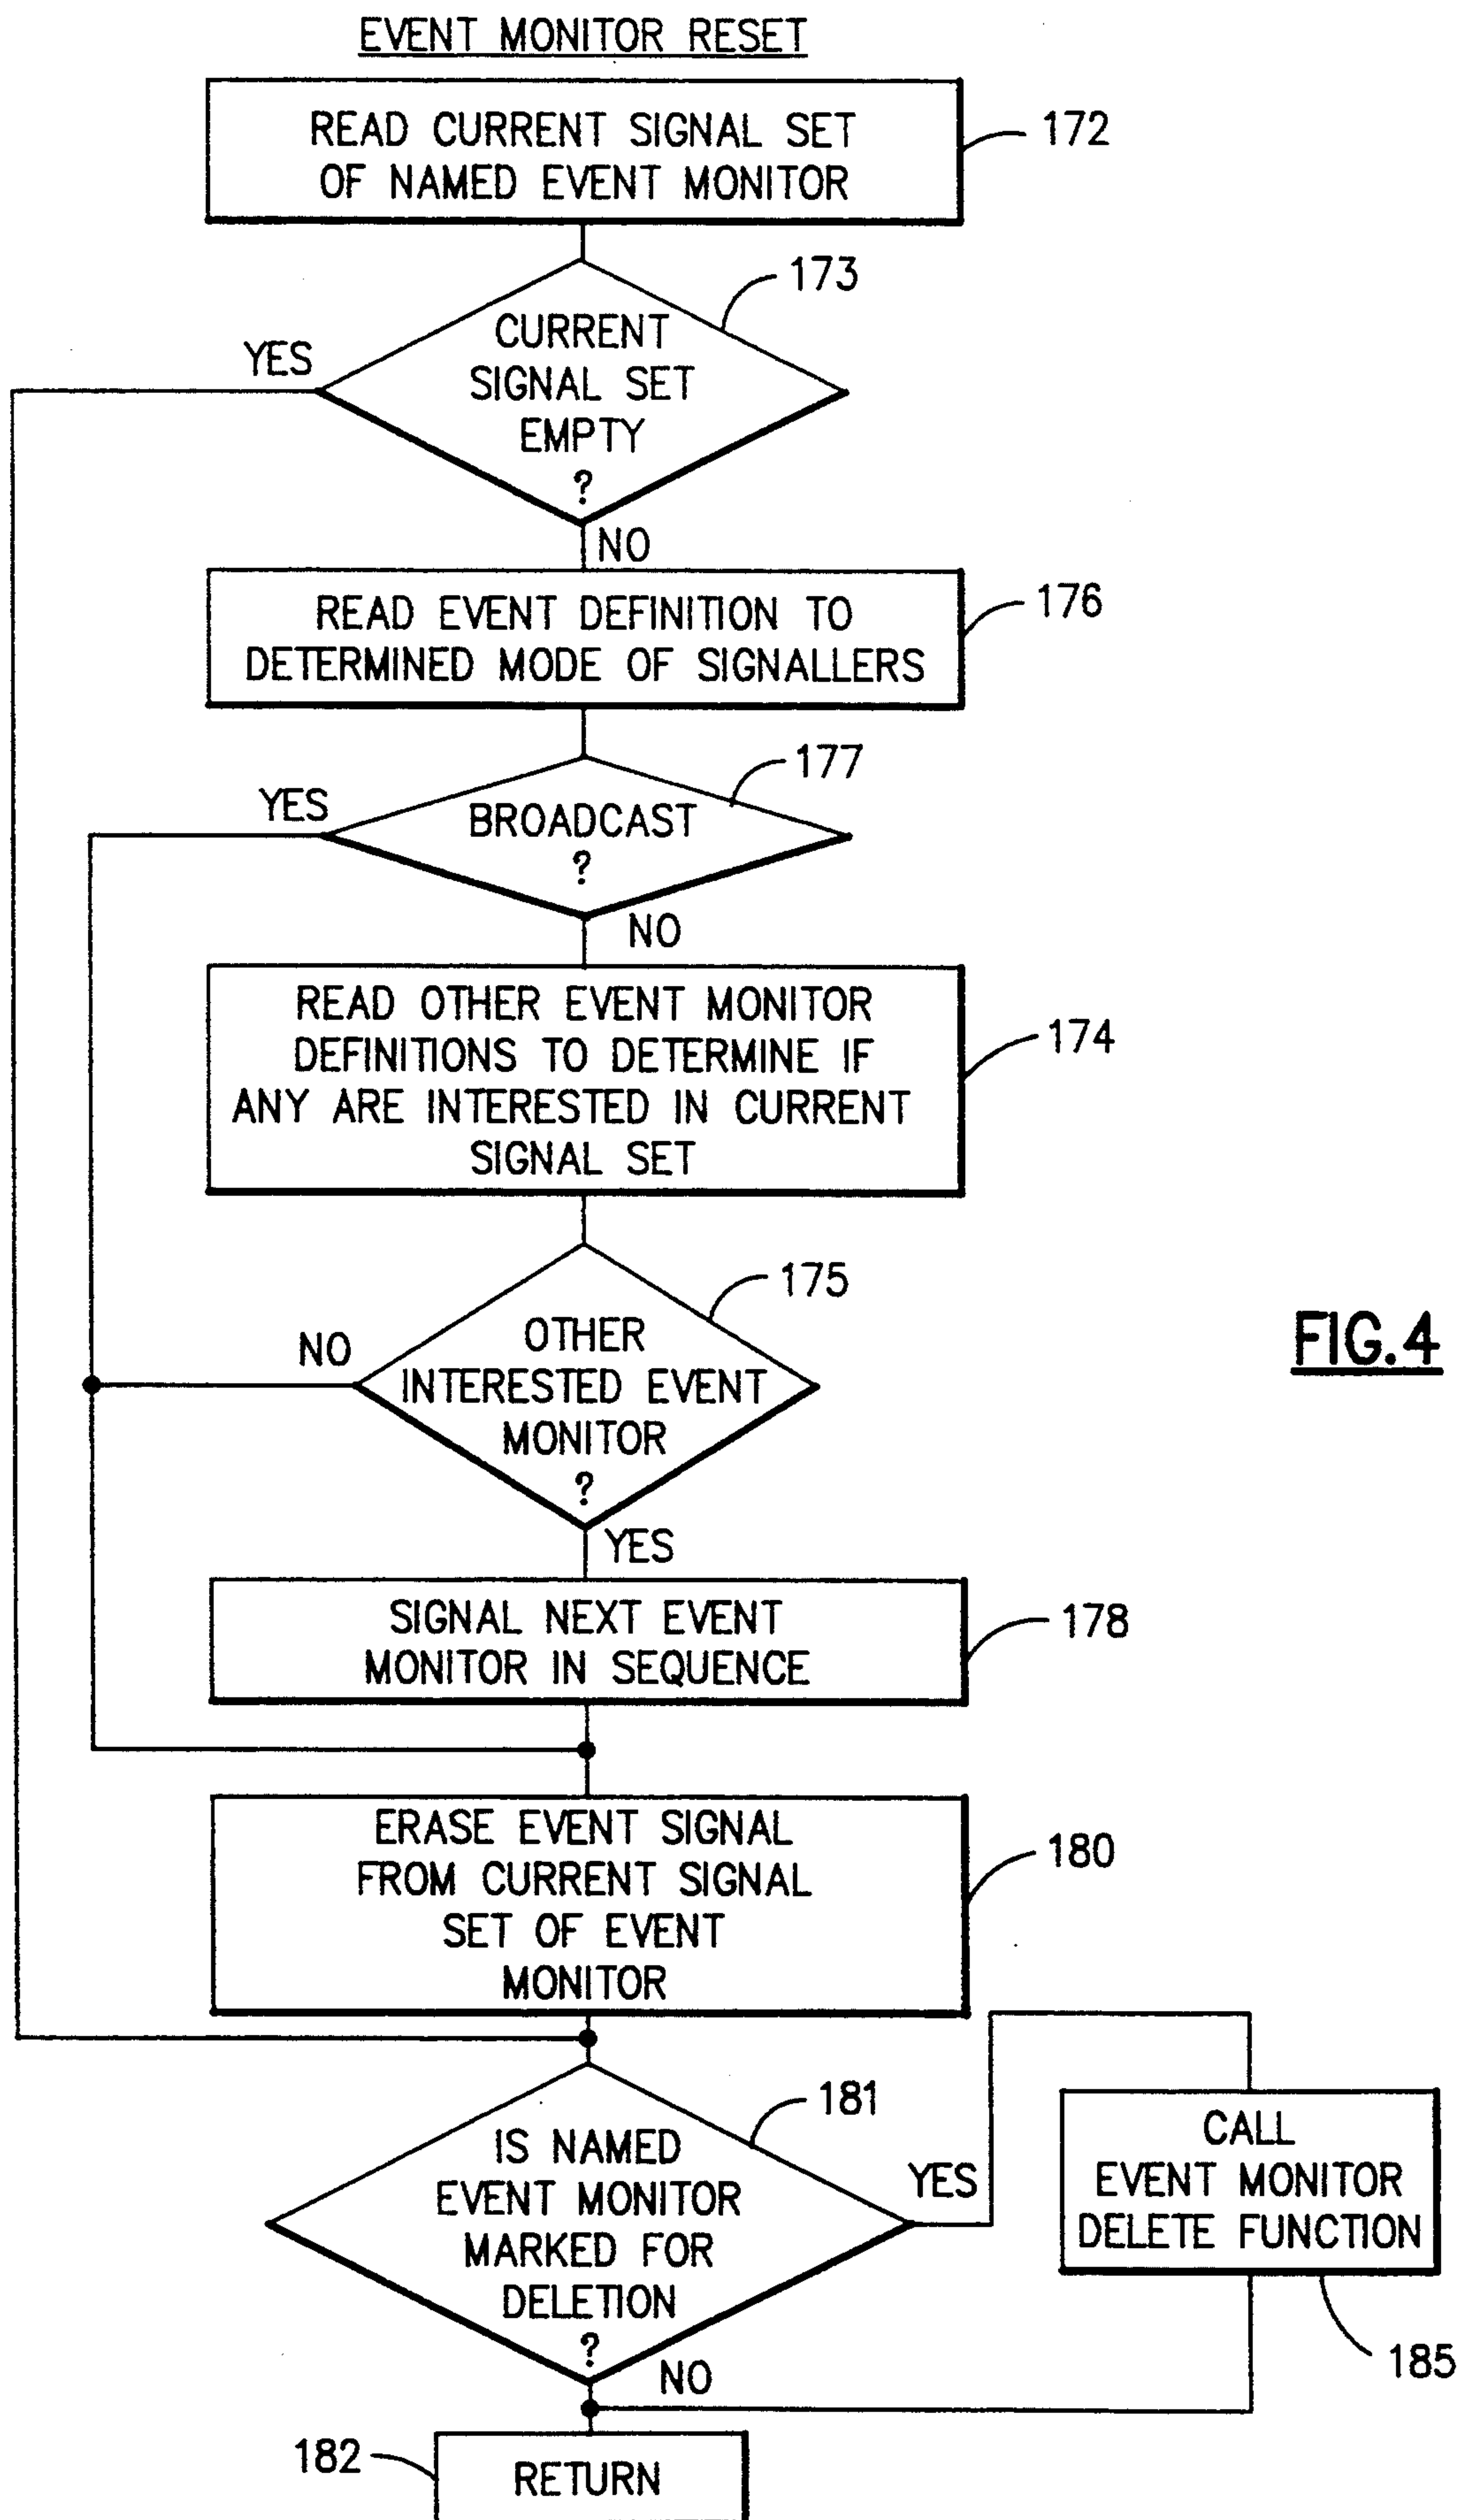 EVENT MONITOR RESET
READ CURRENT SIGNAL SET
OF NAMED EVENT MONITOR
172
173
CURRENT
SIGNAL SET
EMPTY
?
YES
NO
READ EVENT DEFINITION TO
DETERMINED MODE OF SIGNALLERS
176
177
YES
BROADCAST
?
NO
READ OTHER EVENT MONITOR
DEFINITIONS TO DETERMINE IF
ANY ARE INTERESTED IN CURRENT
SIGNAL SET
174
175
NO
OTHER
INTERESTED EVENT
MONITOR
?
FIG.4
YES
SIGNAL NEXT EVENT
MONITOR IN SEQUENCE
178
ERASE EVENT SIGNAL
FROM CURRENT SIGNAL
SET OF EVENT
MONITOR
180
181
IS NAMED
EVENT MONITOR
MARKED FOR
DELETION
?
YES
CALL
EVENT MONITOR
DELETE FUNCTION
185
NO
182
RETURN